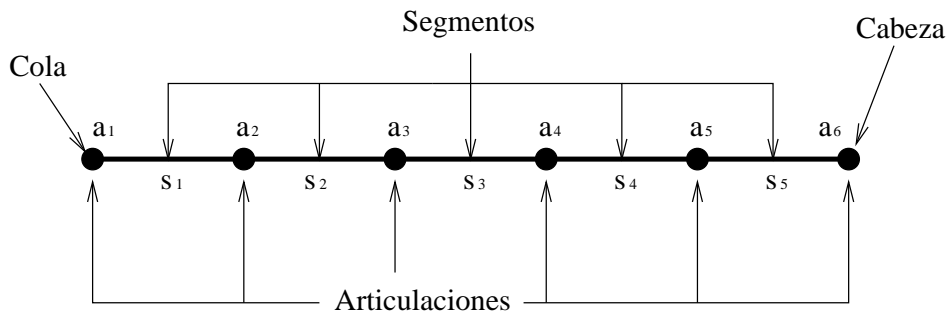 Segmentos
Cabeza
Cola
a1 a2 a3 a4 a5 a6
s1 s2 s3 s4 s5
Articulaciones